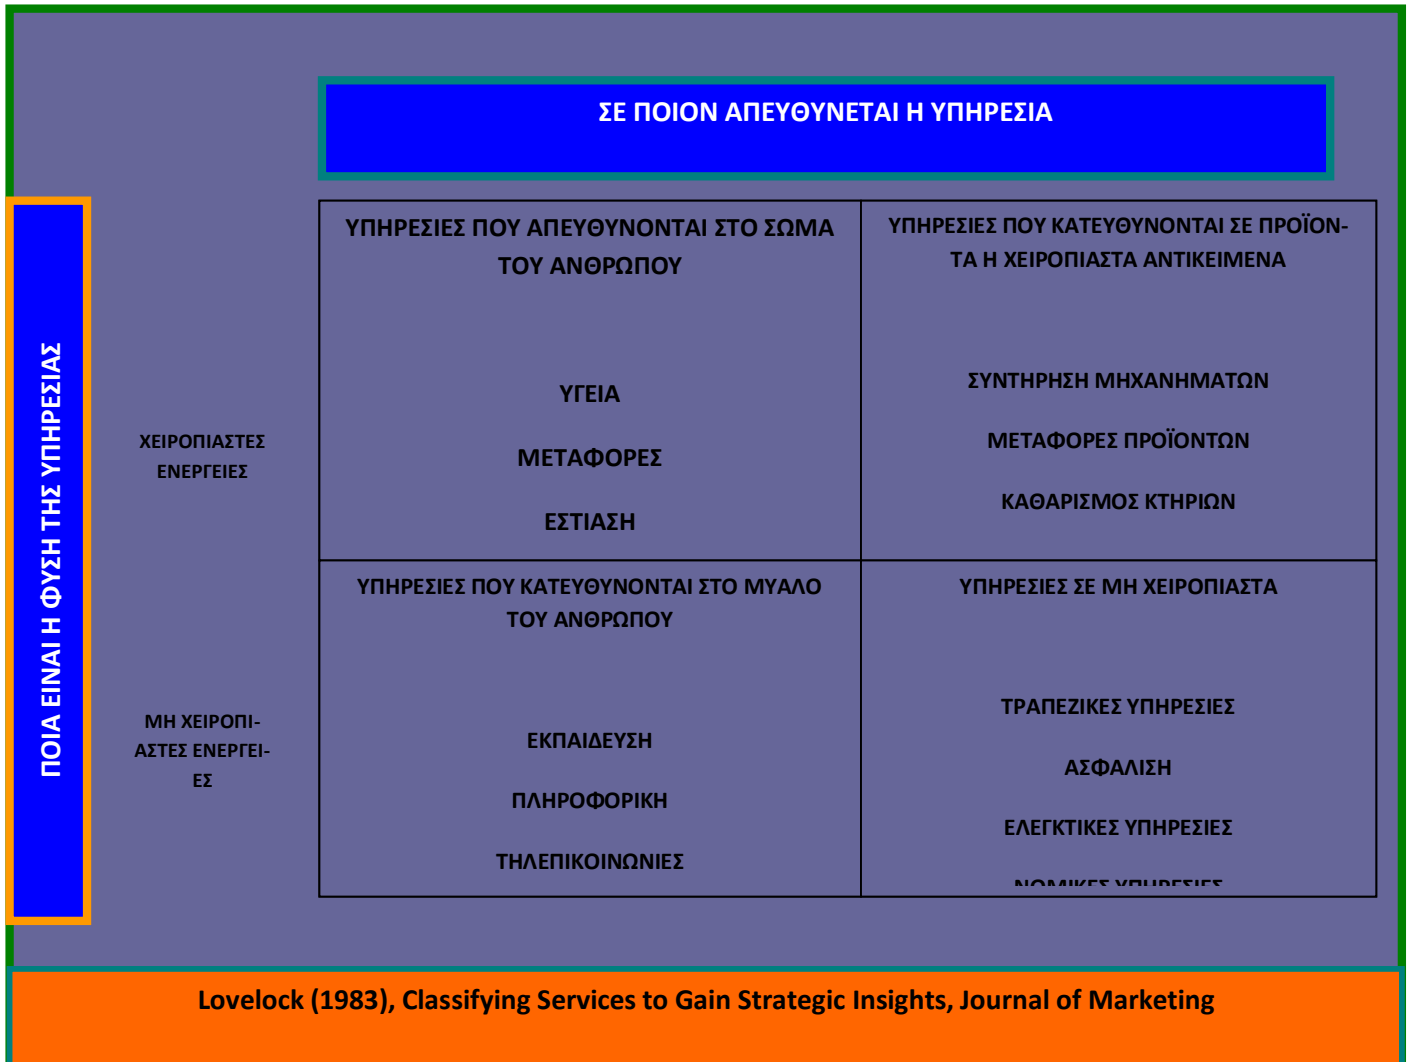 ΣΕ ΠΟΙΟΝ ΑΠΕΥΘΥΝΕΤΑΙ Η ΥΠΗΡΕΣΙΑ
ΠΟΙΑ ΕΙΝΑΙ Η ΦΥΣΗ ΤΗΣ ΥΠΗΡΕΣΙΑΣ
ΧΕΙΡΟΠΙΑΣΤΕΣ
ΕΝΕΡΓΕΙΕΣ
ΥΠΗΡΕΣΙΕΣ ΠΟΥ ΑΠΕΥΘΥΝΟΝΤΑΙ ΣΤΟ ΣΩΜΑ
ΤΟΥ ΑΝΘΡΩΠΟΥ
ΥΓΕΙΑ
ΜΕΤΑΦΟΡΕΣ
ΕΣΤΙΑΣΗ
ΥΠΗΡΕΣΙΕΣ ΠΟΥ ΚΑΤΕΥΘΥΝΟΝΤΑΙ ΣΕ ΠΡΟΪΟΝ-
ΤΑ Η ΧΕΙΡΟΠΙΑΣΤΑ ΑΝΤΙΚΕΙΜΕΝΑ
ΣΥΝΤΗΡΗΣΗ ΜΗΧΑΝΗΜΑΤΩΝ
ΜΕΤΑΦΟΡΕΣ ΠΡΟΪΟΝΤΩΝ
ΚΑΘΑΡΙΣΜΟΣ ΚΤΗΡΙΩΝ
ΜΗ ΧΕΙΡΟΠΙ-
ΑΣΤΕΣ ΕΝΕΡΓΕΙ-
ΕΣ
ΥΠΗΡΕΣΙΕΣ ΠΟΥ ΚΑΤΕΥΘΥΝΟΝΤΑΙ ΣΤΟ ΜΥΑΛΟ
ΤΟΥ ΑΝΘΡΩΠΟΥ
ΕΚΠΑΙΔΕΥΣΗ
ΠΛΗΡΟΦΟΡΙΚΗ
ΤΗΛΕΠΙΚΟΙΝΩΝΙΕΣ
ΥΠΗΡΕΣΙΕΣ ΣΕ ΜΗ ΧΕΙΡΟΠΙΑΣΤΑ
ΤΡΑΠΕΖΙΚΕΣ ΥΠΗΡΕΣΙΕΣ
ΑΣΦΑΛΙΣΗ
ΕΛΕΓΚΤΙΚΕΣ ΥΠΗΡΕΣΙΕΣ
ΝΟΜΙΚΕΣ ΥΠΗΡΕΣΙΕΣ
Lovelock (1983), Classifying Services to Gain Strategic Insights, Journal of Marketing